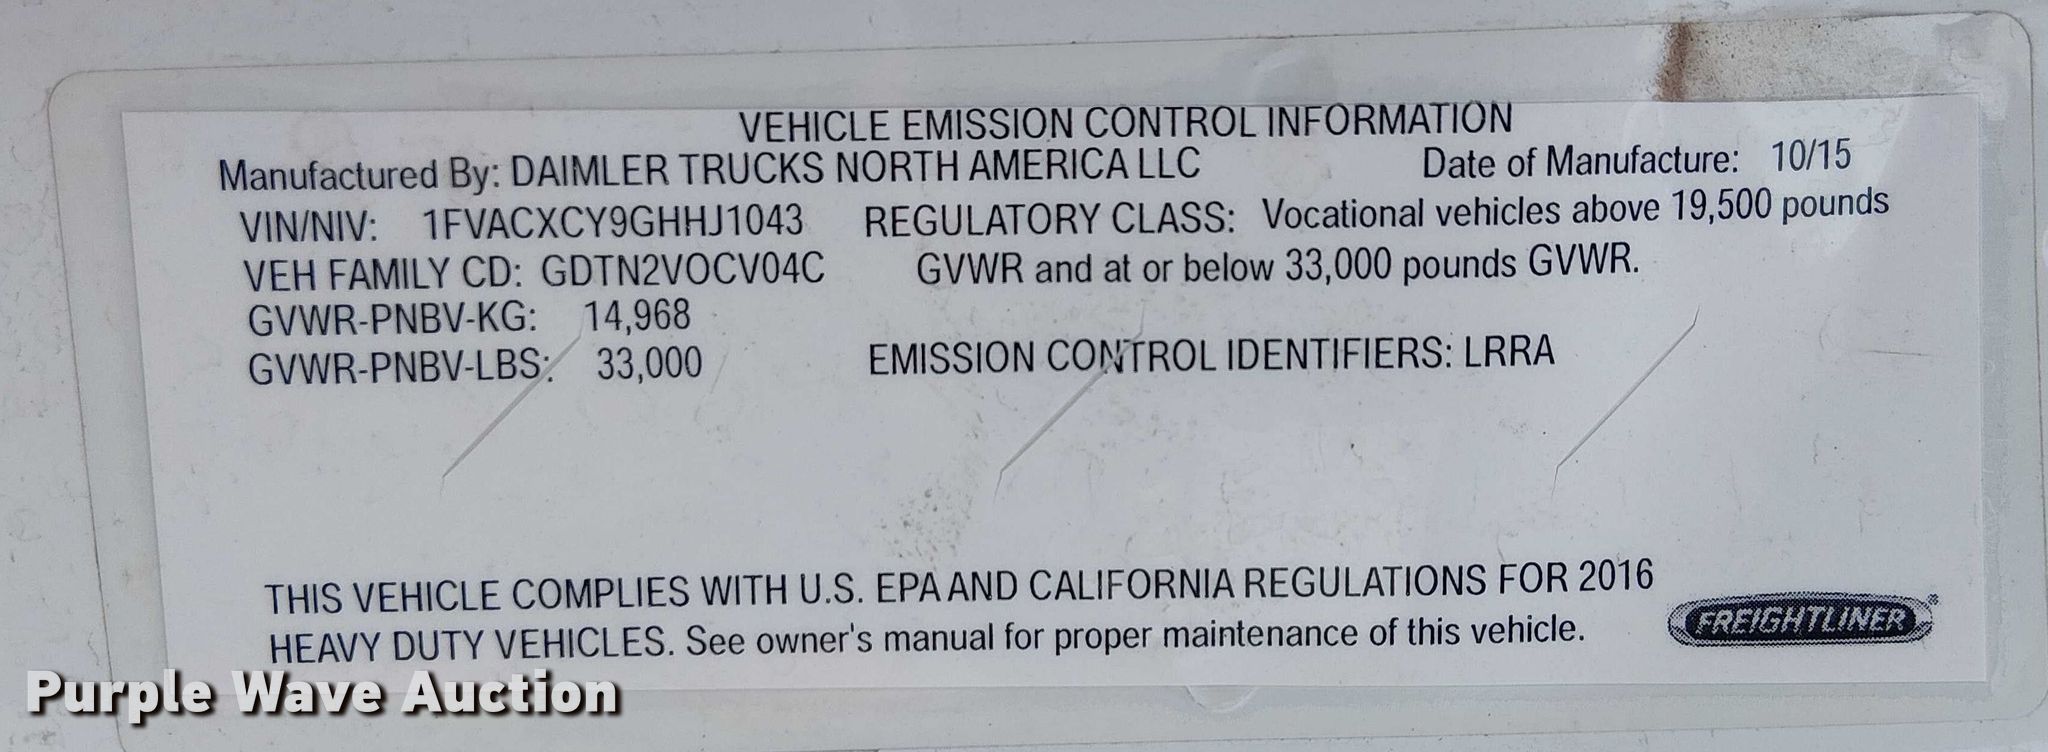 VEHICLE EMISSION CONTROL INFORMATION
Manufactured By: DAIMLER TRUCKS NORTH AMERICA LLC Date of Manufacture: 10/15
VIN/NIV: 1FVACXCY9GHHJ1043 REGULATORY CLASS: Vocational vehicles above 19,500 pounds
VEH FAMILY CD: GDTN2VOCV04C GVWR and at or below 33,000 pounds GVWR.
GVWR-PNBV-KG: 14,968
GVWR-PNBV-LBS: 33,000 EMISSION CONTROL IDENTIFIERS: LRRA
THIS VEHICLE COMPLIES WITH U.S. EPA AND CALIFORNIA REGULATIONS FOR 2016
HEAVY DUTY VEHICLES. See owner's manual for proper maintenance of this vehicle.
FREIGHTLINER®
Purple Wave Auction